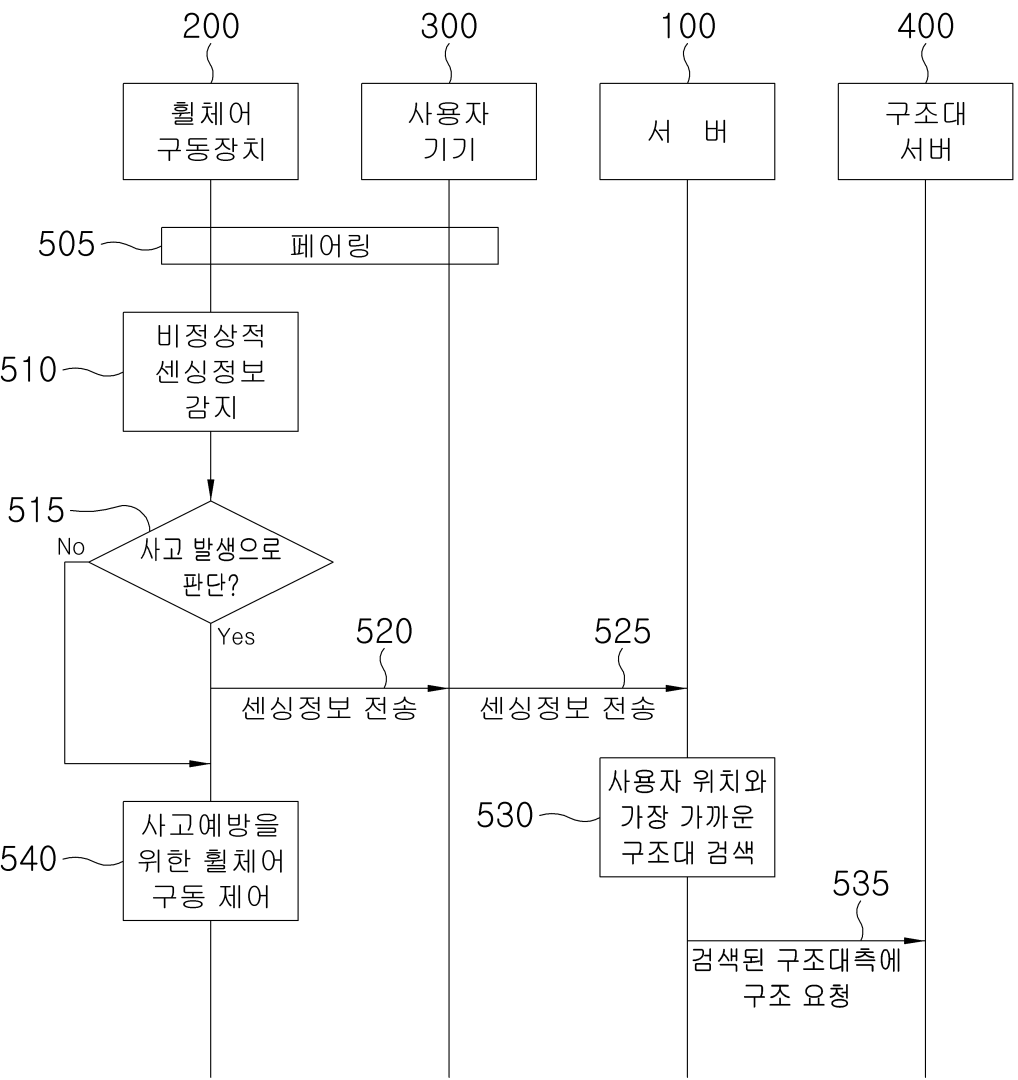 200
300
100
400
휠체어
구동장치
사용자
기기
서 버
구조대
서버
505
페어링
510
비정상적
센싱정보
감지
515
No
사고 발생으로
판단?
Yes
520
525
센싱정보 전송
센싱정보 전송
530
사용자 위치와
가장 가까운
구조대 검색
540
사고예방을
위한 휠체어
구동 제어
535
검색된 구조대측에
구조 요청